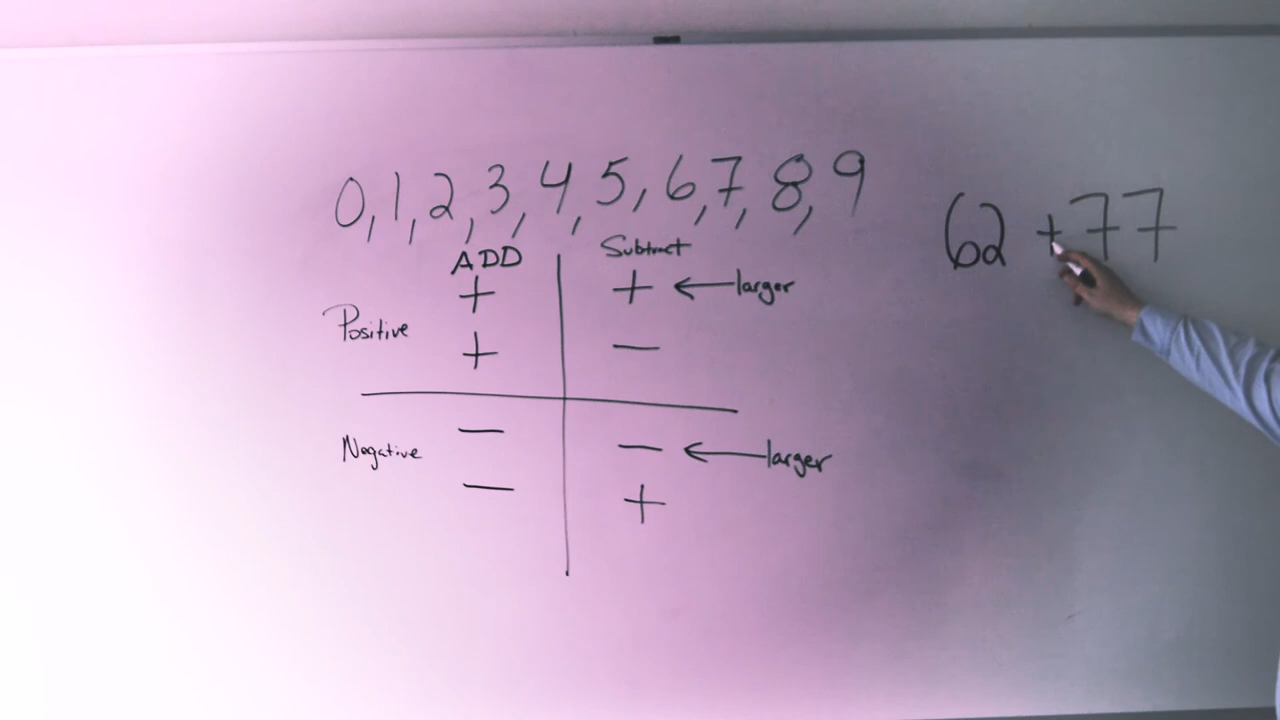 0, 1, 2, 3, 4, 5, 6, 7, 8, 9
62 + 77
ADD Subtract
Positive + + ← larger
+ −
Negative − − ← larger
− +